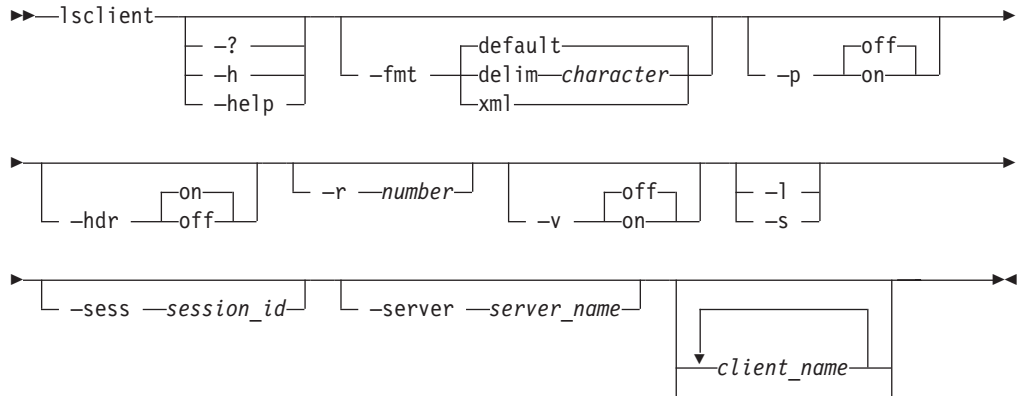 lsclient
–?
–h
–help
–fmt
default
delim character
xml
–p
off
on
–hdr
on
off
–r number
–v
off
on
–l
–s
–sess session_id
–server server_name
client_name